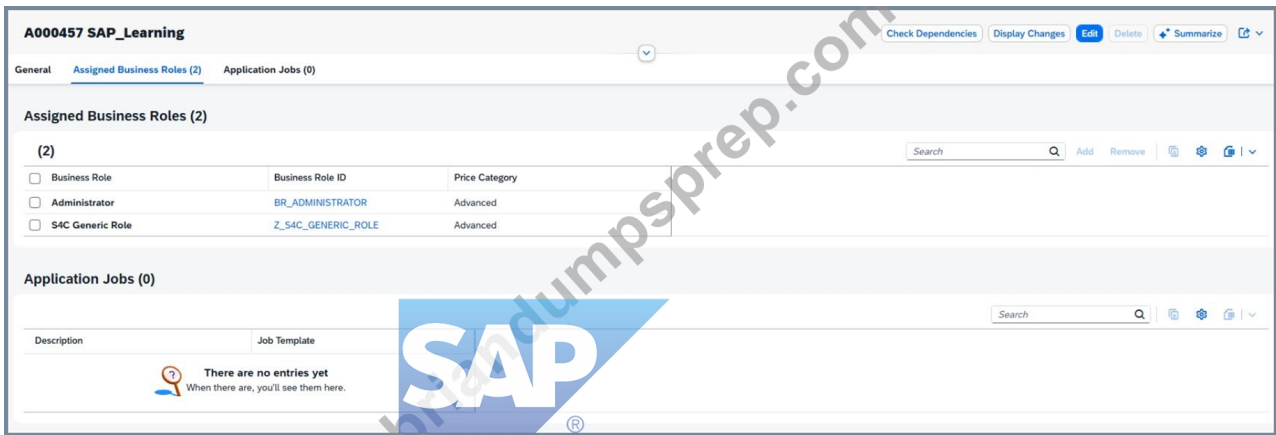 A000457 SAP_Learning
Check Dependencies Display Changes Edit Delete Summarize
General Assigned Business Roles (2) Application Jobs (0)
Assigned Business Roles (2)
(2)
Search Add Remove
Business Role Business Role ID Price Category
Administrator BR_ADMINISTRATOR Advanced
S4C Generic Role Z_S4C_GENERIC_ROLE Advanced
Application Jobs (0)
Search
Description Job Template
There are no entries yet
When there are, you'll see them here.
SAP
®
briandumpsprep.com